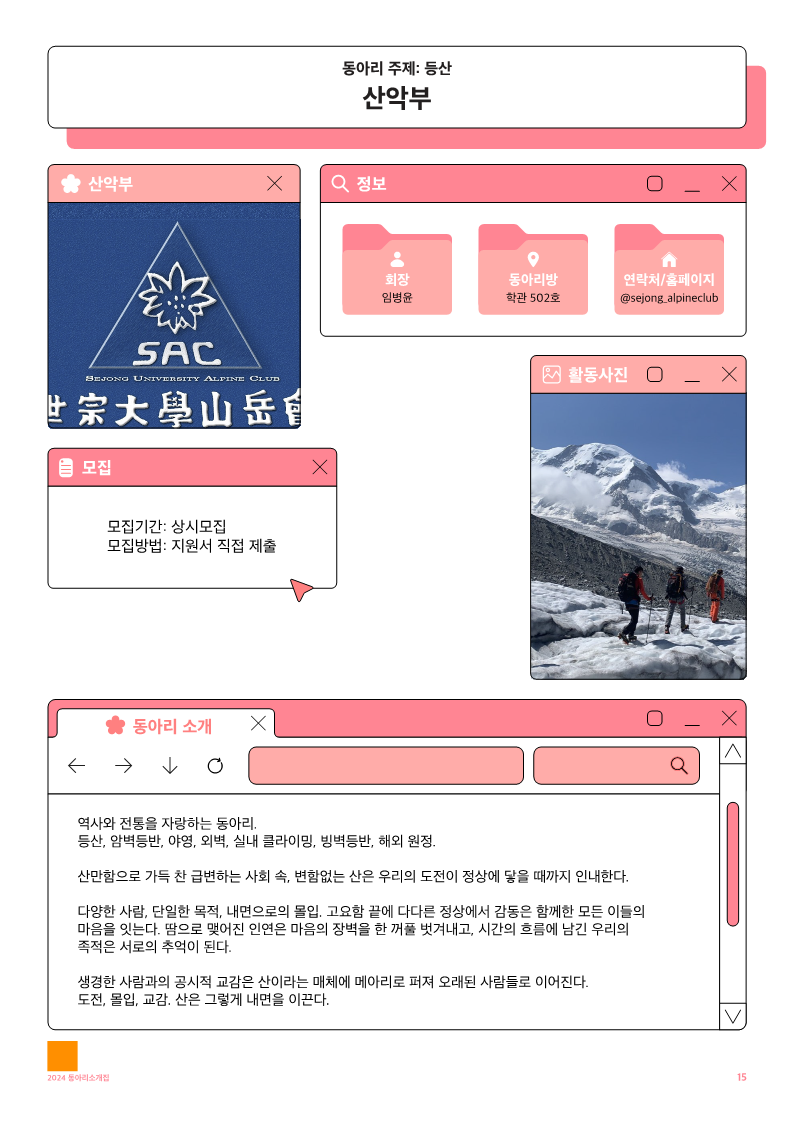 동아리 주제: 등산
산악부
산악부
SAC
SEJONG UNIVERSITY ALPINE CLUB
世宗大學山岳會
정보
회장
임병윤
동아리방
학관 502호
연락처/홈페이지
@sejong_alpineclub
활동사진
모집
모집기간: 상시모집
모집방법: 지원서 직접 제출
동아리 소개
역사와 전통을 자랑하는 동아리.
등산, 암벽등반, 야영, 외벽, 실내 클라이밍, 빙벽등반, 해외 원정.
산만함으로 가득 찬 급변하는 사회 속, 변함없는 산은 우리의 도전이 정상에 닿을 때까지 인내한다.
다양한 사람, 단일한 목적, 내면으로의 몰입. 고요함 끝에 다다른 정상에서 감동은 함께한 모든 이들의
마음을 잇는다. 땀으로 맺어진 인연은 마음의 장벽을 한 꺼풀 벗겨내고, 시간의 흐름에 남긴 우리의
족적은 서로의 추억이 된다.
생경한 사람과의 공시적 교감은 산이라는 매체에 메아리로 퍼져 오래된 사람들로 이어진다.
도전, 몰입, 교감. 산은 그렇게 내면을 이끈다.
2024 동아리소개집
15